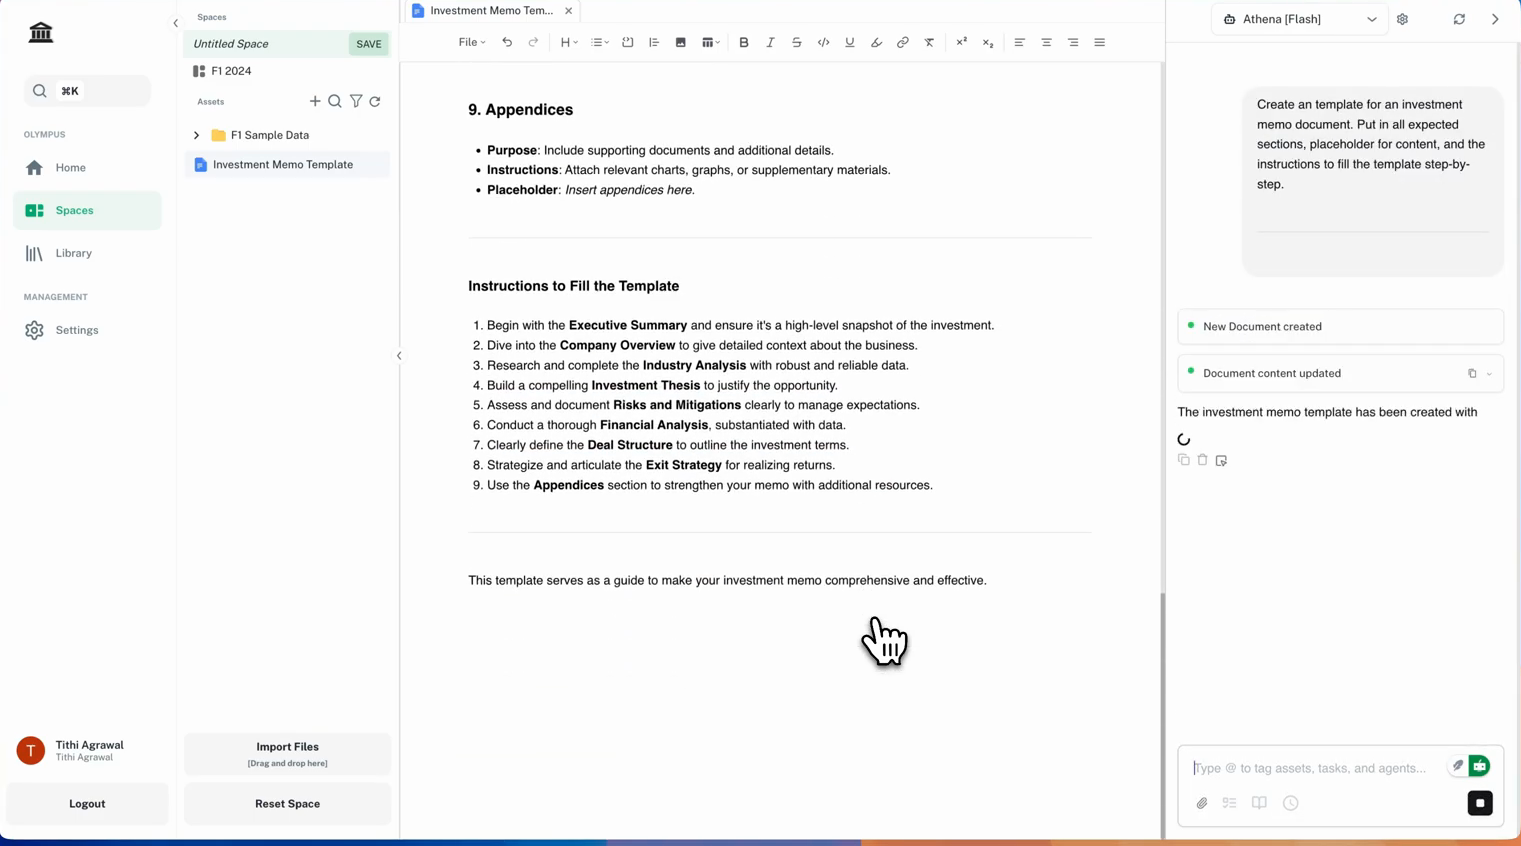 ⌘K
OLYMPUS
Home
Spaces
Library
MANAGEMENT
Settings
T
Tithi Agrawal
Tithi Agrawal
Logout
Spaces
Untitled Space
SAVE
F1 2024
Assets
F1 Sample Data
Investment Memo Template
Import Files
[Drag and drop here]
Reset Space
Investment Memo Tem...
File
H
B
9. Appendices
• Purpose: Include supporting documents and additional details.
• Instructions: Attach relevant charts, graphs, or supplementary materials.
• Placeholder: Insert appendices here.
Instructions to Fill the Template
1. Begin with the Executive Summary and ensure it's a high-level snapshot of the investment.
2. Dive into the Company Overview to give detailed context about the business.
3. Research and complete the Industry Analysis with robust and reliable data.
4. Build a compelling Investment Thesis to justify the opportunity.
5. Assess and document Risks and Mitigations clearly to manage expectations.
6. Conduct a thorough Financial Analysis, substantiated with data.
7. Clearly define the Deal Structure to outline the investment terms.
8. Strategize and articulate the Exit Strategy for realizing returns.
9. Use the Appendices section to strengthen your memo with additional resources.
This template serves as a guide to make your investment memo comprehensive and effective.
Athena [Flash]
Create an template for an investment
memo document. Put in all expected
sections, placeholder for content, and the
instructions to fill the template step-by-
step.
New Document created
Document content updated
The investment memo template has been created with
Type @ to tag assets, tasks, and agents...